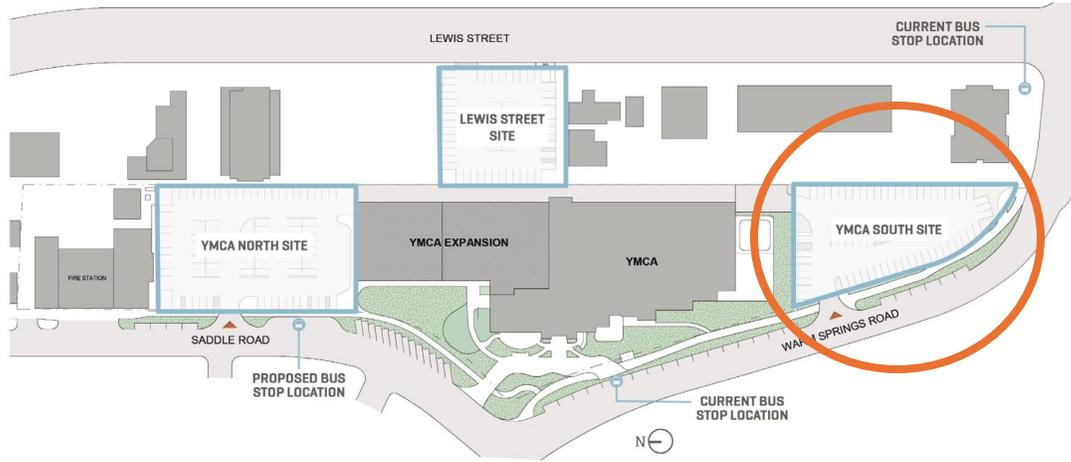 LEWIS STREET
CURRENT BUS
STOP LOCATION
LEWIS STREET
SITE
YMCA NORTH SITE
YMCA EXPANSION
YMCA
YMCA SOUTH SITE
FIRE STATION
SADDLE ROAD
WARM SPRINGS ROAD
PROPOSED BUS
STOP LOCATION
CURRENT BUS
STOP LOCATION
N